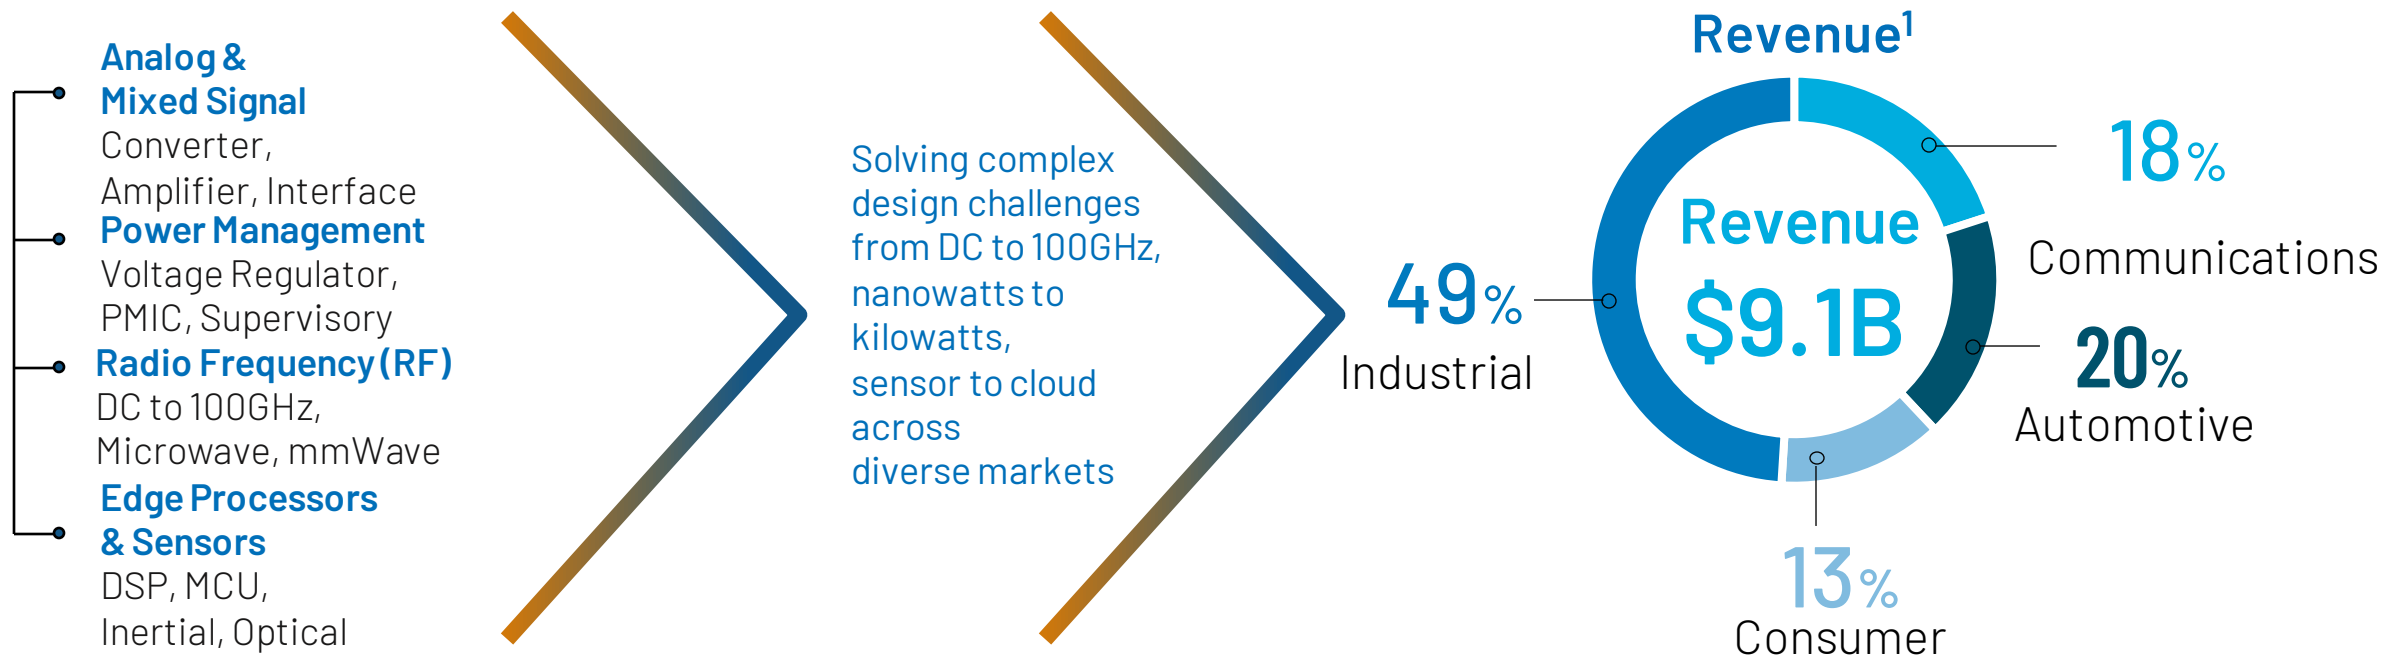 Analog &
Mixed Signal
Converter,
Amplifier, Interface
Power Management
Voltage Regulator,
PMIC, Supervisory
Radio Frequency (RF)
DC to 100GHz,
Microwave, mmWave
Edge Processors
& Sensors
DSP, MCU,
Inertial, Optical
Solving complex
design challenges
from DC to 100GHz,
nanowatts to
kilowatts,
sensor to cloud
across
diverse markets
Revenue¹
Revenue
$9.1B
49%
Industrial
18%
Communications
20%
Automotive
13%
Consumer